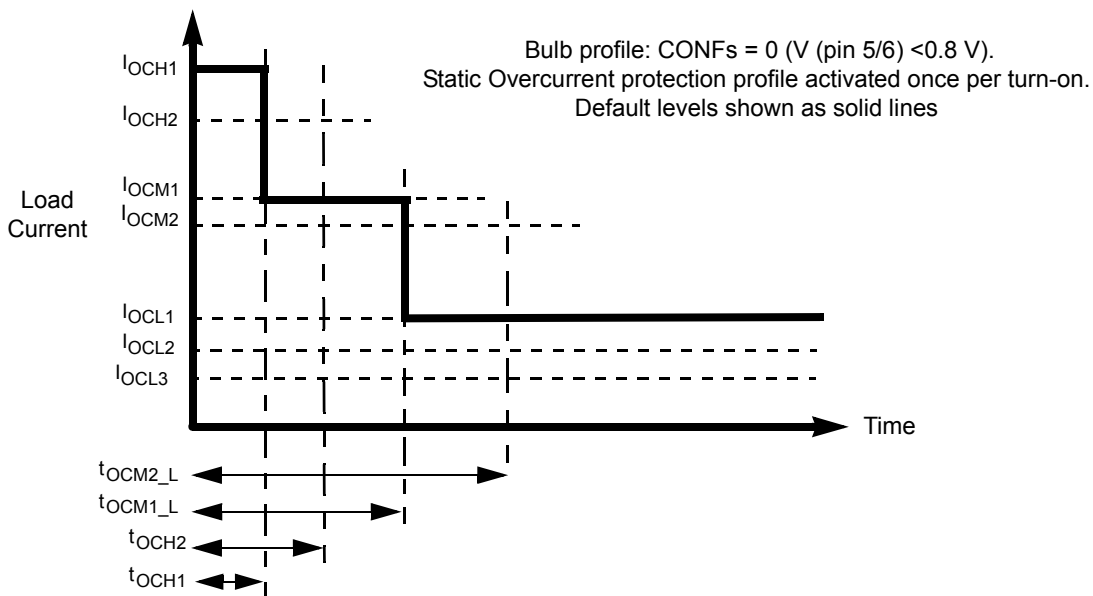 Bulb profile: CONFs = 0 (V (pin 5/6) <0.8 V).
Static Overcurrent protection profile activated once per turn-on.
Default levels shown as solid lines
IOCH1
IOCH2
IOCM1
IOCM2
Load
Current
IOCL1
IOCL2
IOCL3
Time
tOCM2_L
tOCM1_L
tOCH2
tOCH1